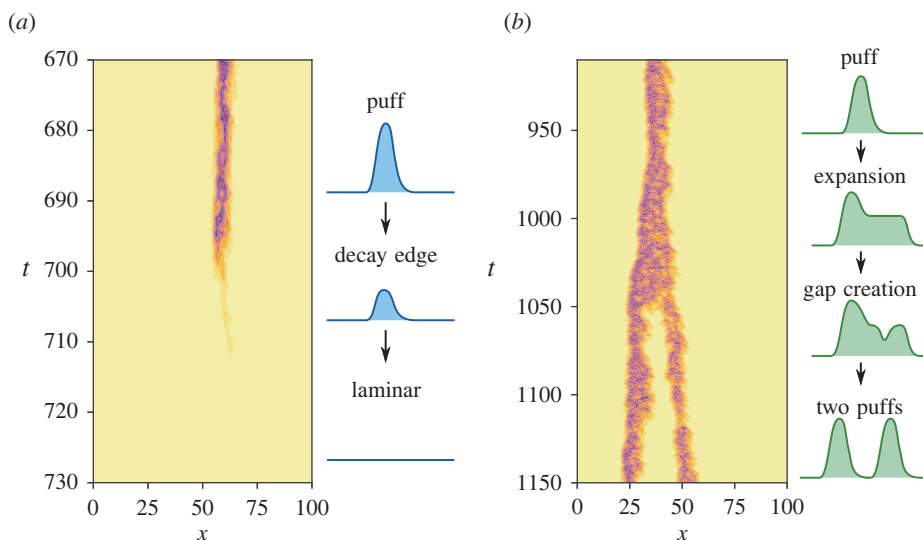 (a)
670
680
690
t 700
710
720
730
0 25 50 75 100
x
puff
decay edge
laminar
(b)
950
1000
t
1050
1100
1150
0 25 50 75 100
x
puff
expansion
gap creation
two puffs